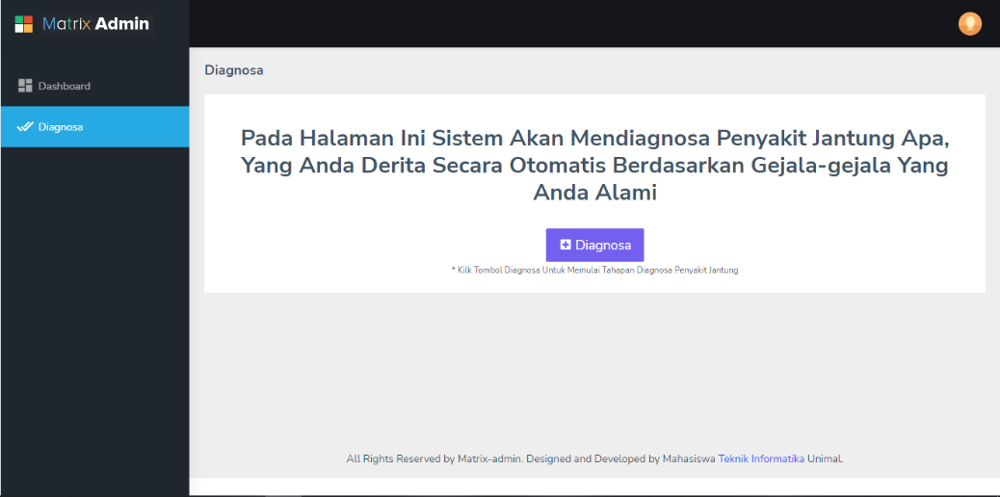 Matrix Admin
Dashboard
Diagnosa
Diagnosa
Pada Halaman Ini Sistem Akan Mendiagnosa Penyakit Jantung Apa,
Yang Anda Derita Secara Otomatis Berdasarkan Gejala-gejala Yang
Anda Alami
Diagnosa
* Kilk Tombol Diagnosa Untuk Memulai Tahapan Diagnosa Penyakit Jantung
All Rights Reserved by Matrix-admin. Designed and Developed by Mahasiswa Teknik Informatika Unimal.